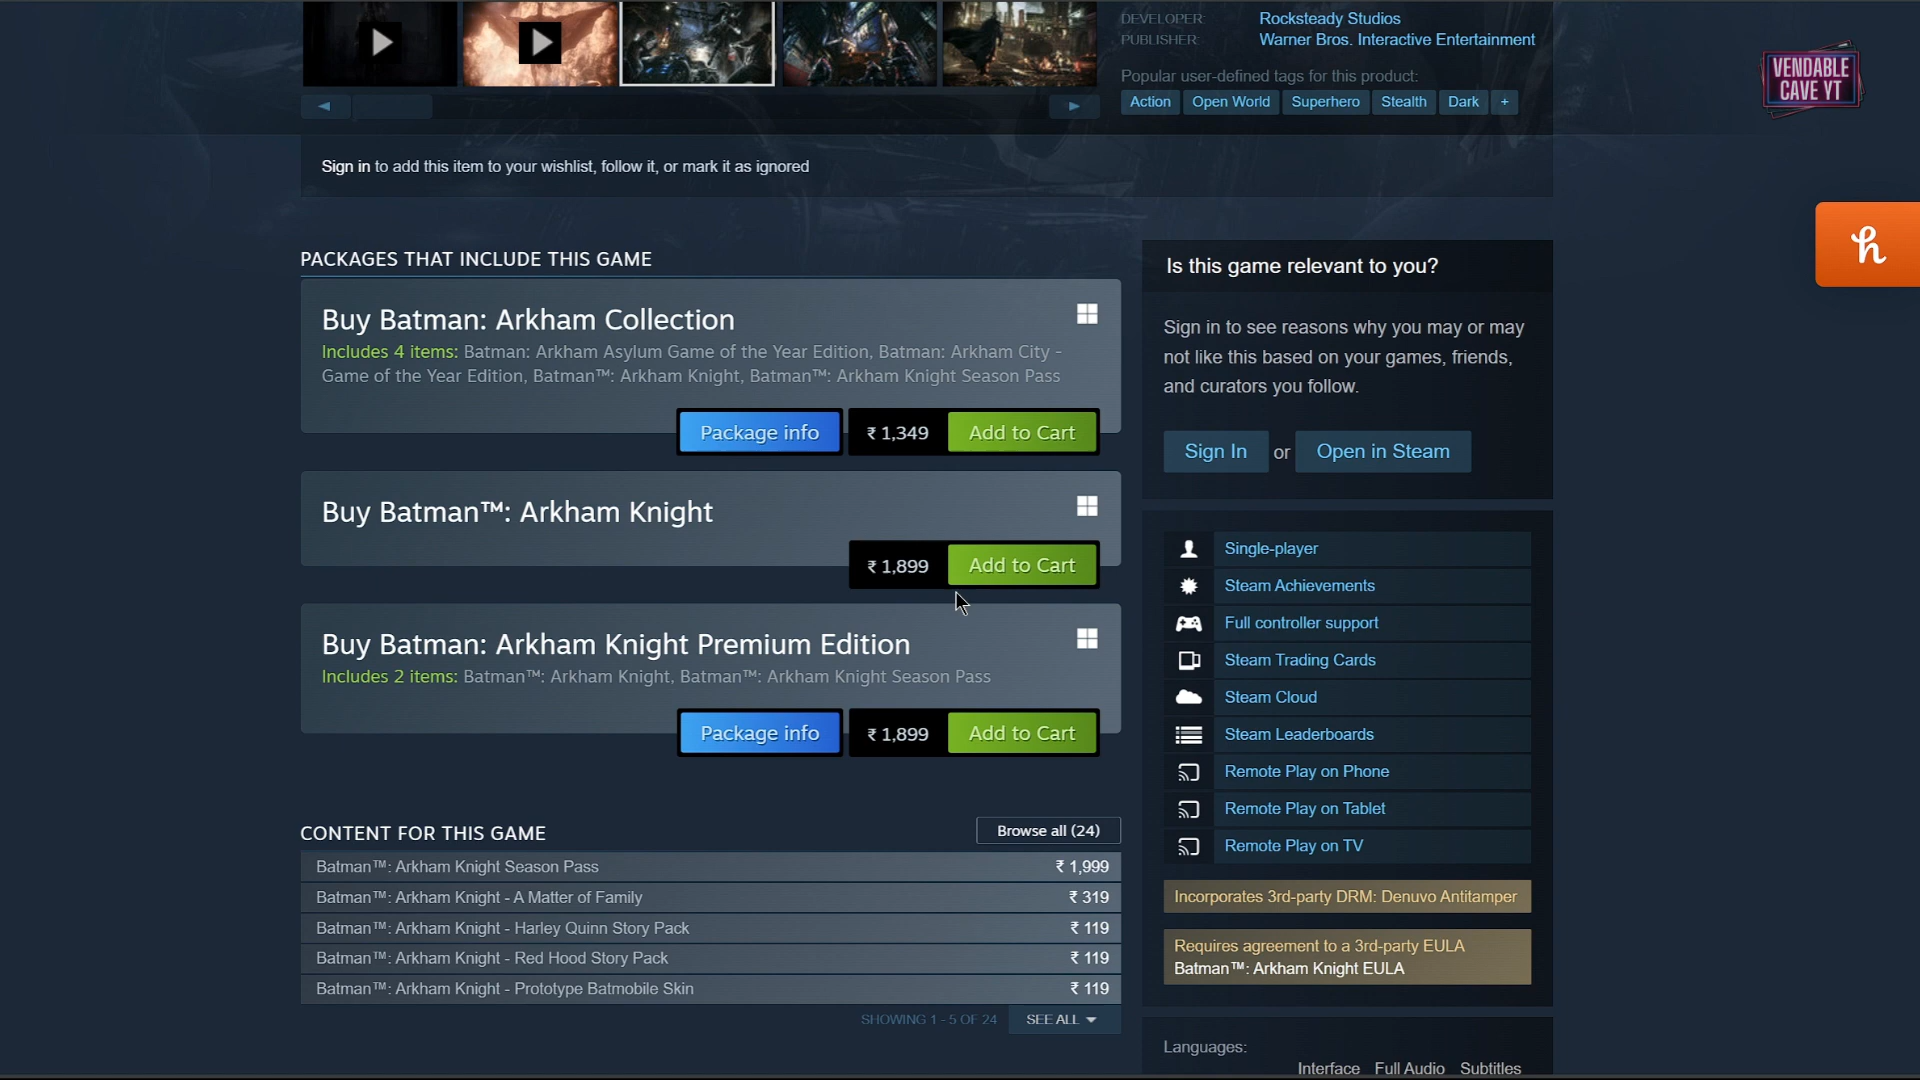 DEVELOPER: Rocksteady Studios
PUBLISHER: Warner Bros. Interactive Entertainment
Popular user-defined tags for this product:
Action Open World Superhero Stealth Dark +
VENDABLE
CAVE YT
Sign in to add this item to your wishlist, follow it, or mark it as ignored
h
PACKAGES THAT INCLUDE THIS GAME
Buy Batman: Arkham Collection
Includes 4 items: Batman: Arkham Asylum Game of the Year Edition, Batman: Arkham City -
Game of the Year Edition, Batman™: Arkham Knight, Batman™: Arkham Knight Season Pass
Package info ₹ 1,349 Add to Cart
Buy Batman™: Arkham Knight
₹ 1,899 Add to Cart
Buy Batman: Arkham Knight Premium Edition
Includes 2 items: Batman™: Arkham Knight, Batman™: Arkham Knight Season Pass
Package info ₹ 1,899 Add to Cart
CONTENT FOR THIS GAME
Browse all (24)
Batman™: Arkham Knight Season Pass ₹ 1,999
Batman™: Arkham Knight - A Matter of Family ₹ 319
Batman™: Arkham Knight - Harley Quinn Story Pack ₹ 119
Batman™: Arkham Knight - Red Hood Story Pack ₹ 119
Batman™: Arkham Knight - Prototype Batmobile Skin ₹ 119
SHOWING 1 - 5 OF 24 SEE ALL
Is this game relevant to you?
Sign in to see reasons why you may or may
not like this based on your games, friends,
and curators you follow.
Sign In or Open in Steam
Single-player
Steam Achievements
Full controller support
Steam Trading Cards
Steam Cloud
Steam Leaderboards
Remote Play on Phone
Remote Play on Tablet
Remote Play on TV
Incorporates 3rd-party DRM: Denuvo Antitamper
Requires agreement to a 3rd-party EULA
Batman™: Arkham Knight EULA
Languages:
Interface Full Audio Subtitles